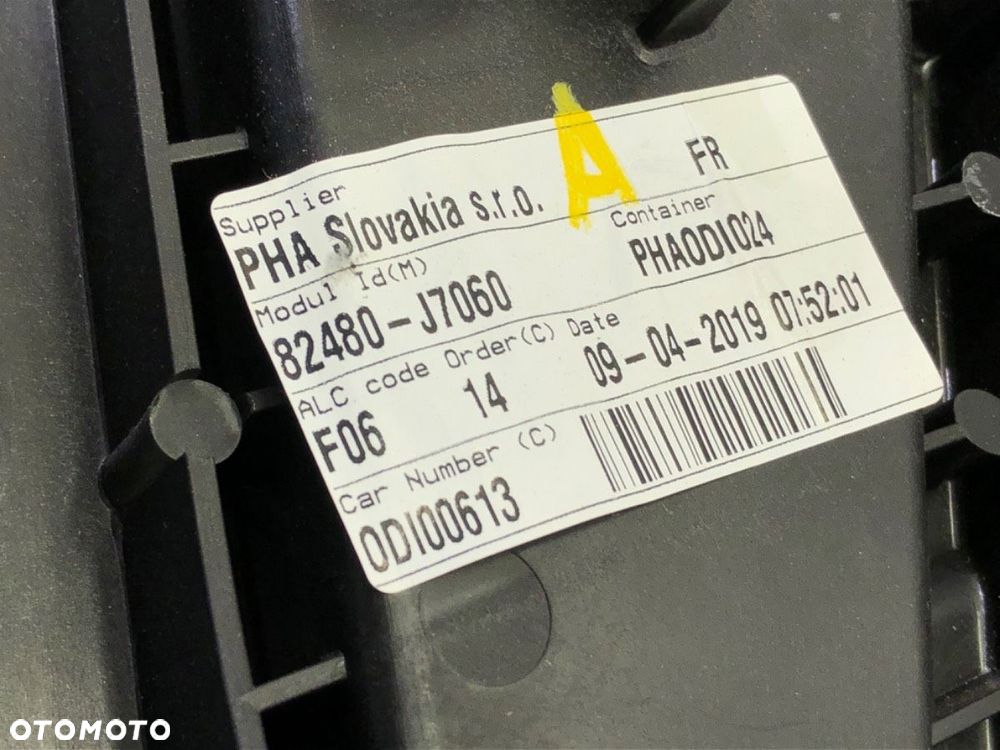 Supplier
PHA Slovakia s.r.o.
A
FR
Modul Id(M)
Container
82480-J7060
PHAODIO24
ALC code Order(C) Date
F06 14 09-04-2019 07:52:01
Car Number (C)
ODI00613
OTOMOTO